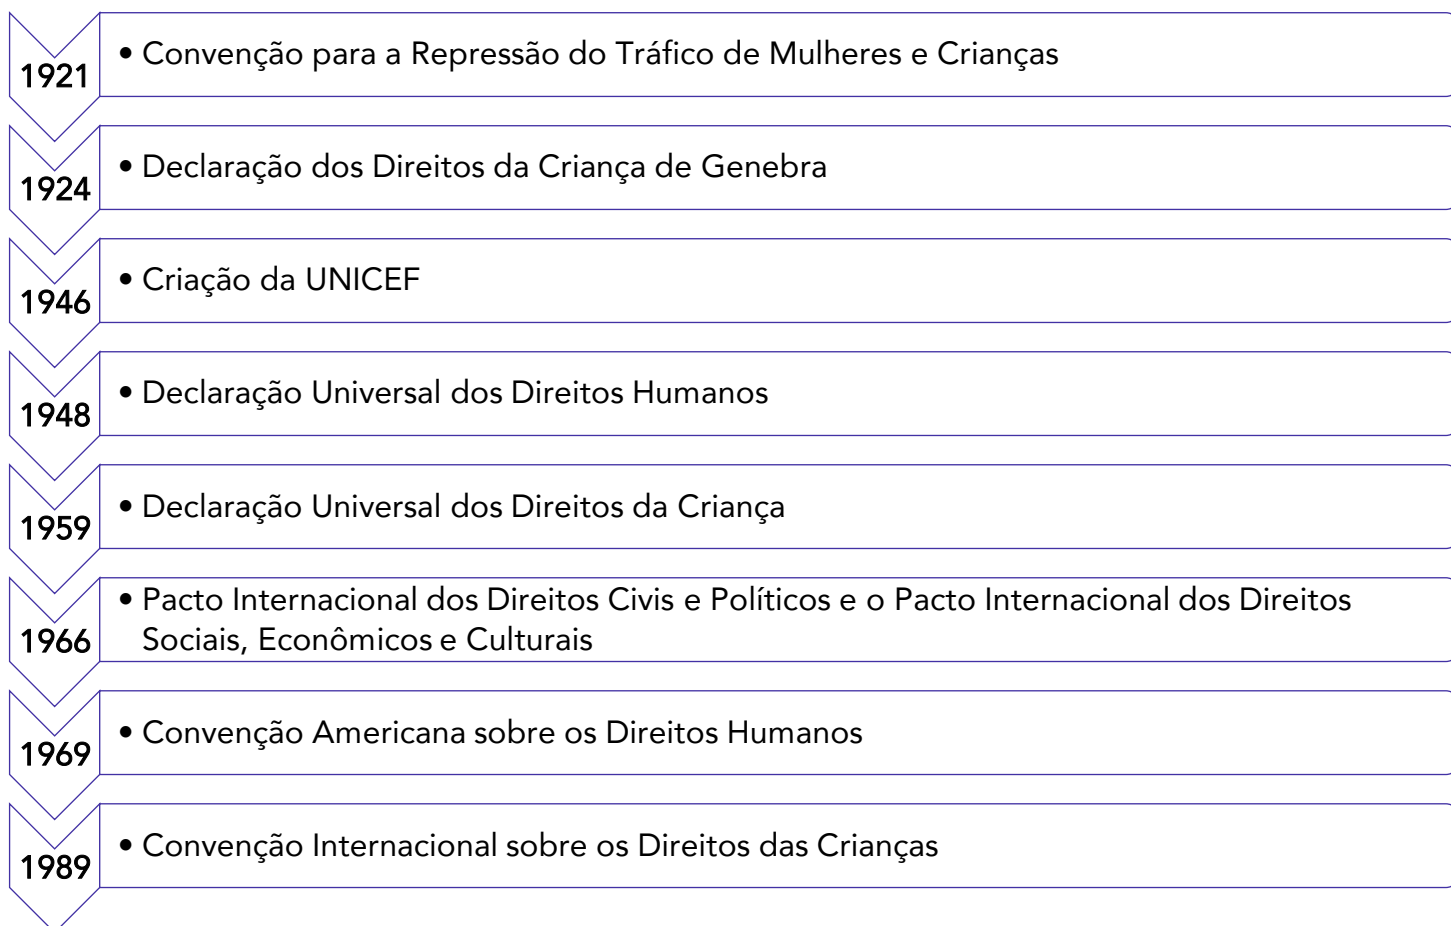 1921
• Convenção para a Repressão do Tráfico de Mulheres e Crianças
1924
• Declaração dos Direitos da Criança de Genebra
1946
• Criação da UNICEF
1948
• Declaração Universal dos Direitos Humanos
1959
• Declaração Universal dos Direitos da Criança
1966
• Pacto Internacional dos Direitos Civis e Políticos e o Pacto Internacional dos Direitos
Sociais, Econômicos e Culturais
1969
• Convenção Americana sobre os Direitos Humanos
1989
• Convenção Internacional sobre os Direitos das Crianças